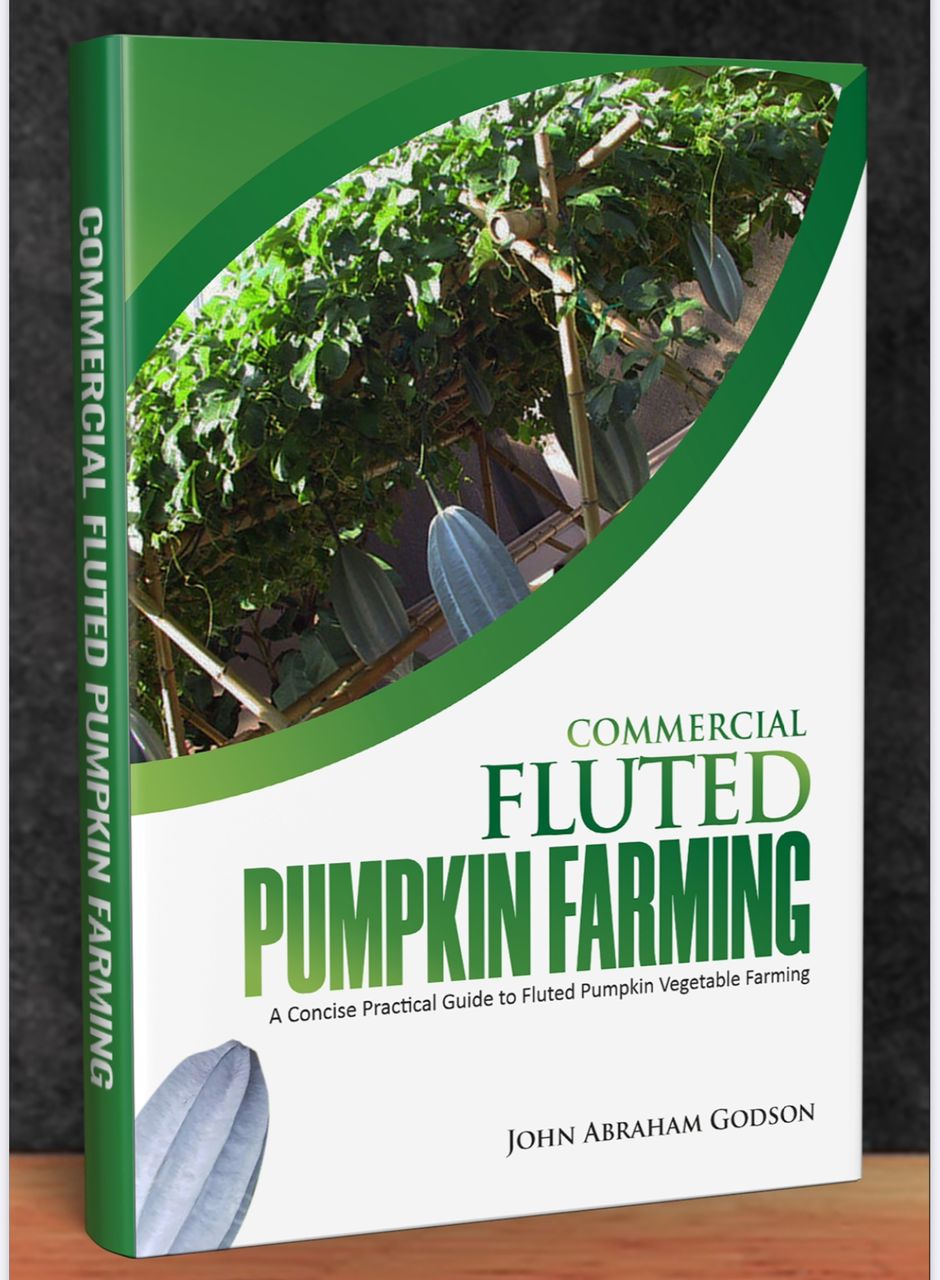 COMMERCIAL FLUTED PUMPKIN FARMING
COMMERCIAL
FLUTED
PUMPKIN FARMING
A Concise Practical Guide to Fluted Pumpkin Vegetable Farming
JOHN ABRAHAM GODSON